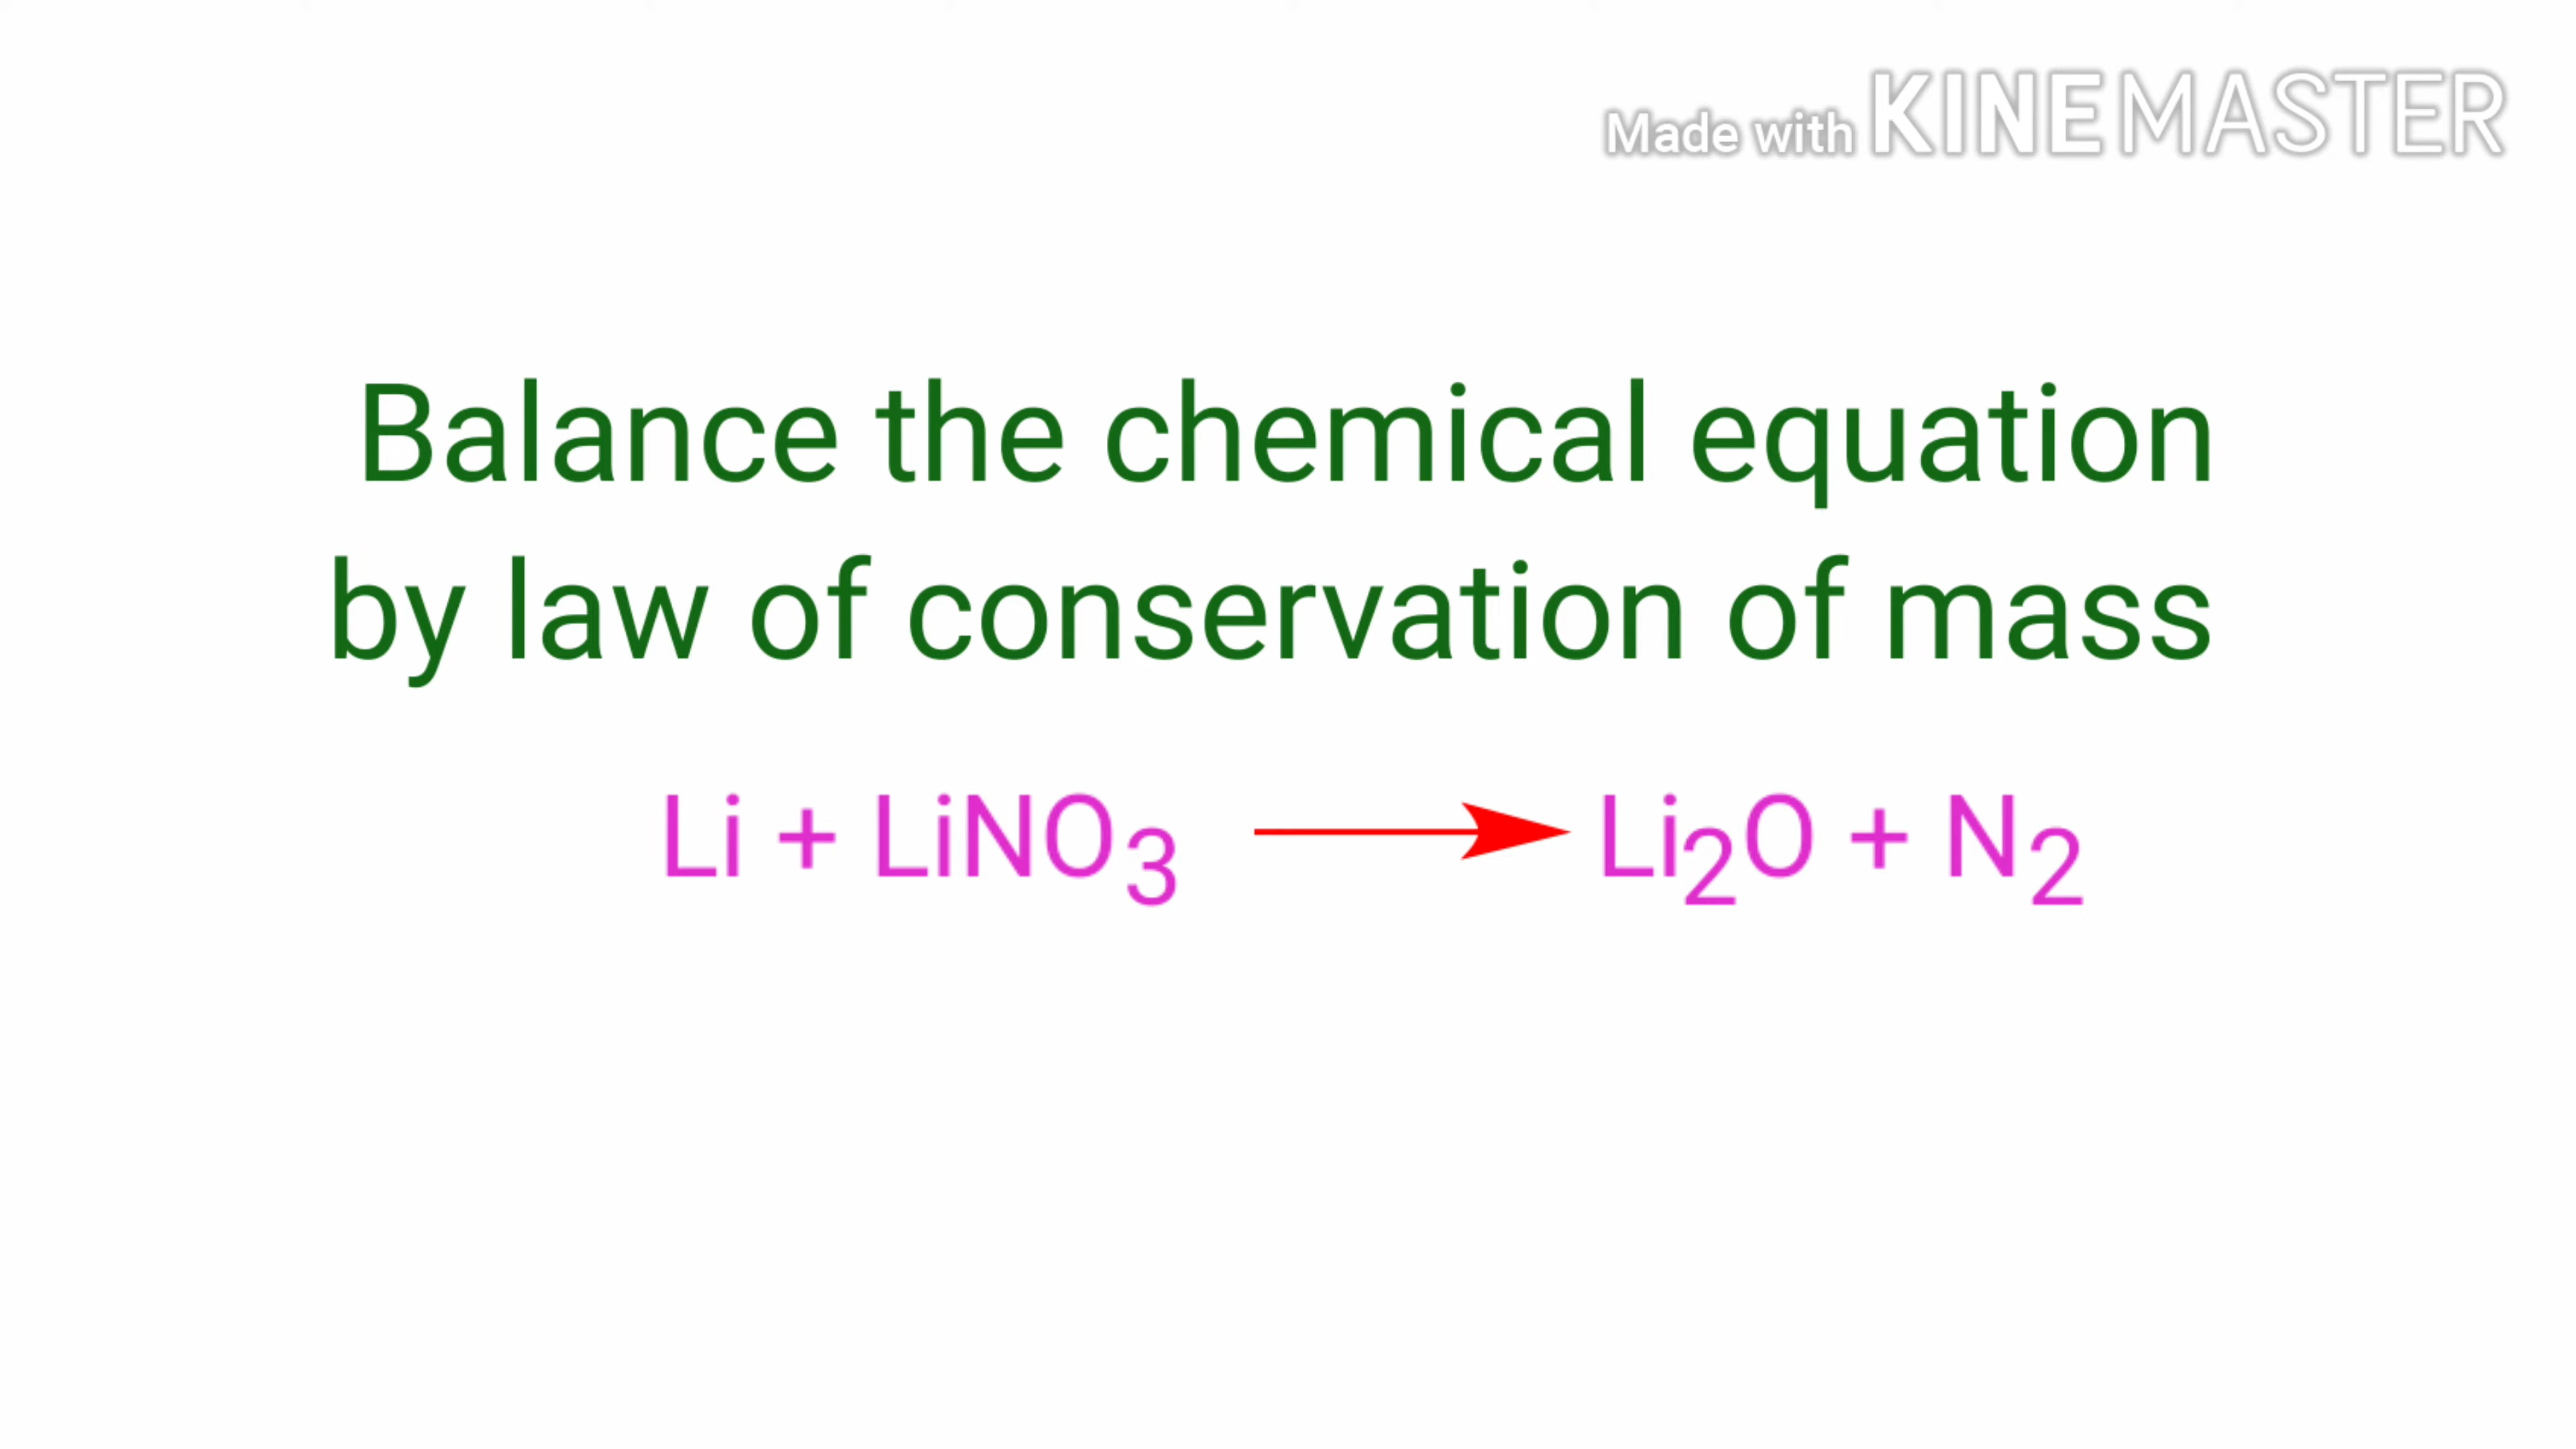 Made with KINEMASTER
Balance the chemical equation
by law of conservation of mass
Li + LiNO3 → Li2O + N2